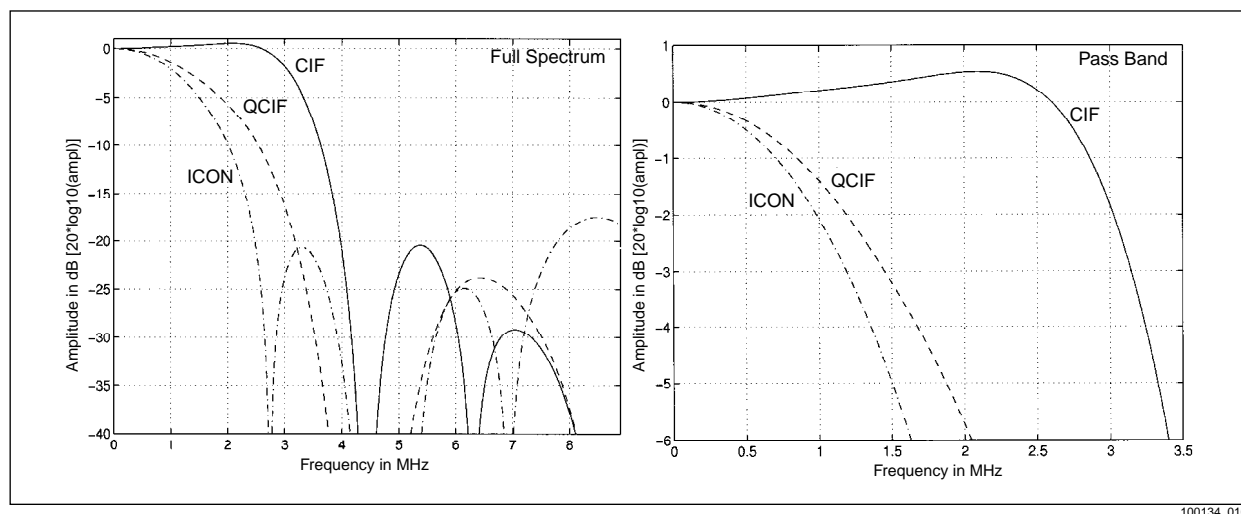 Full Spectrum
CIF
QCIF
ICON
0
−5
−10
−15
−20
−25
−30
−35
−40
0 1 2 3 4 5 6 7 8
Amplitude in dB [20*log10(ampl)]
Frequency in MHz
Pass Band
CIF
QCIF
ICON
1
0
−1
−2
−3
−4
−5
−6
0 0.5 1 1.5 2 2.5 3 3.5
Amplitude in dB [20*log10(ampl)]
Frequency in MHz